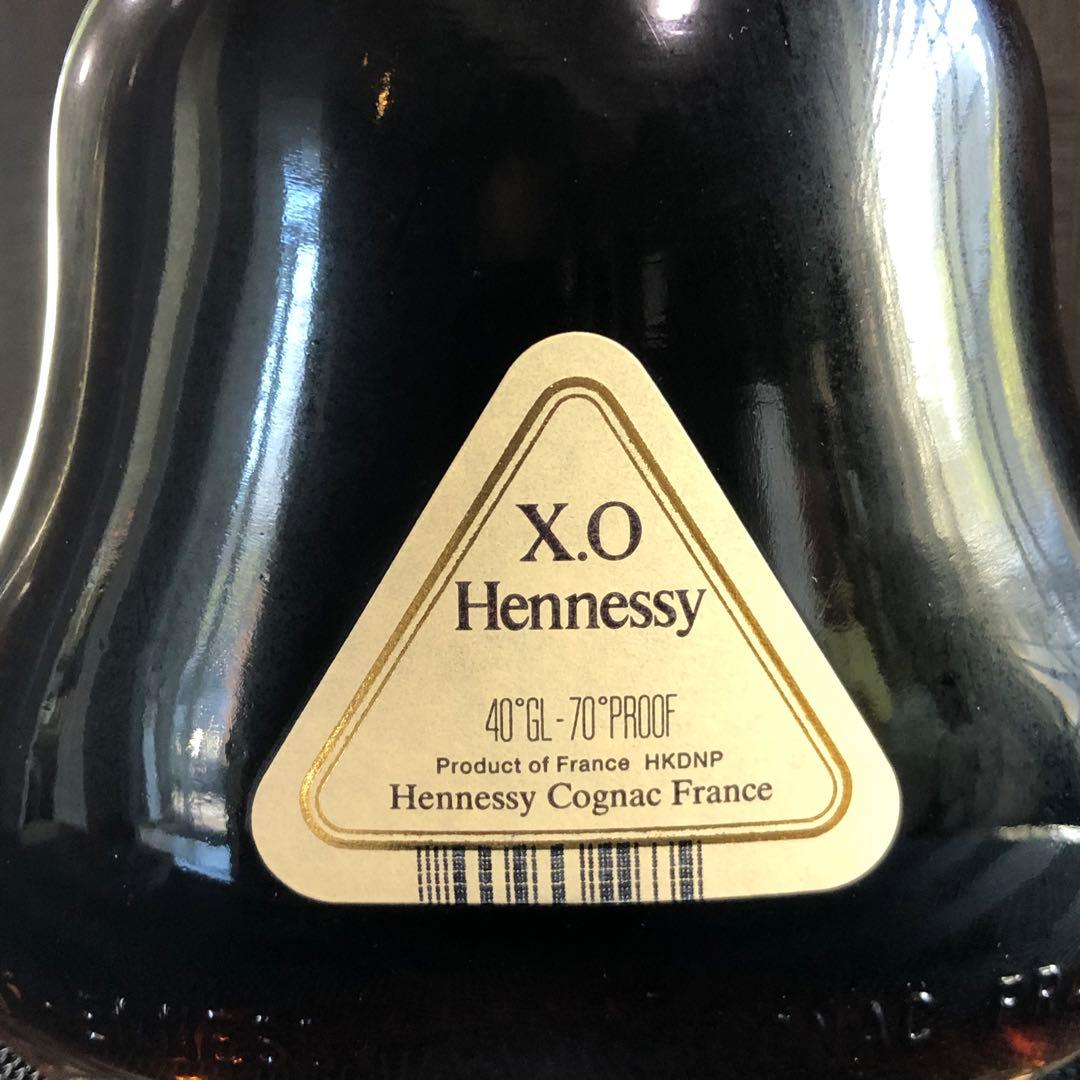 X.O
Hennessy
40°GL - 70°PROOF
Product of France HKDNP
Hennessy Cognac France